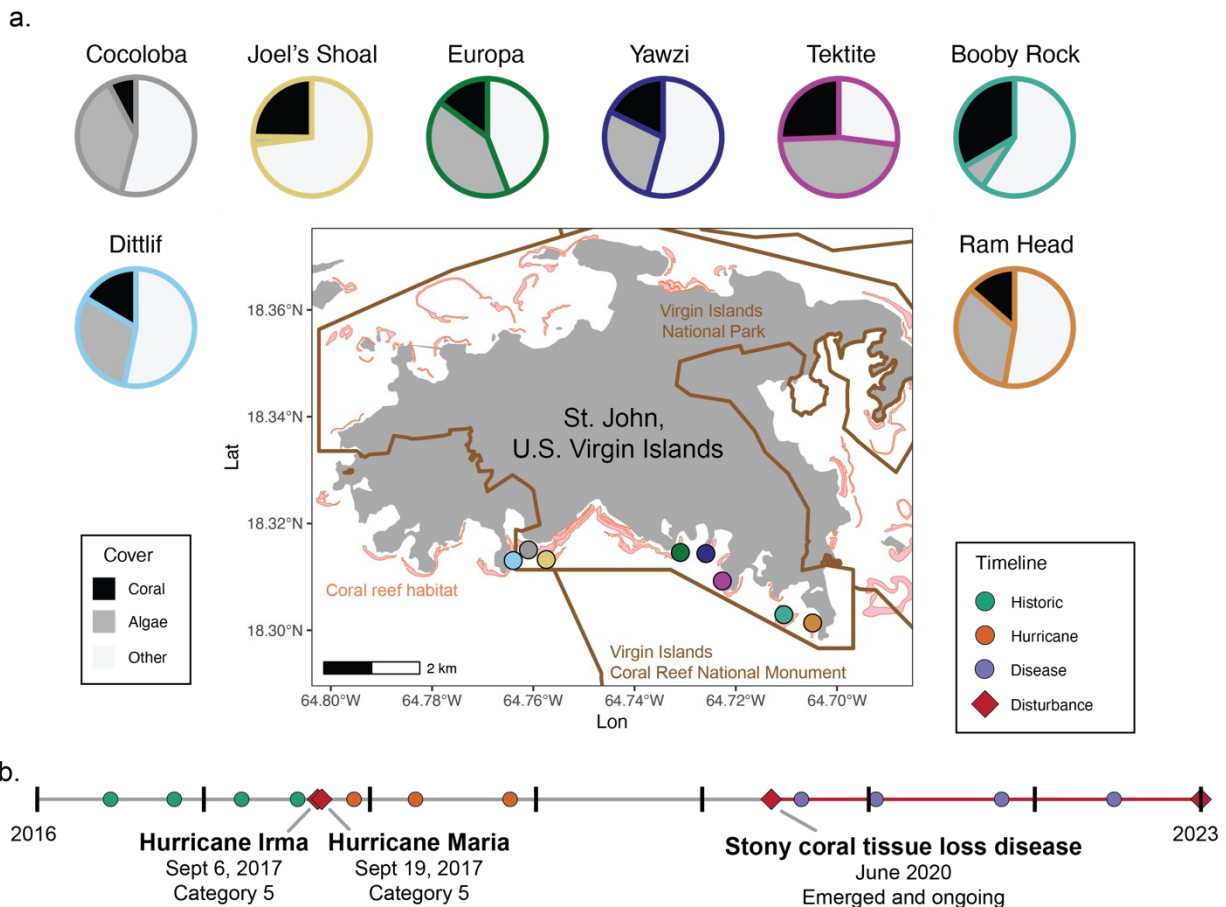 a.
Cocoloba
Joel's Shoal
Europa
Yawzi
Tektite
Booby Rock
Dittlif
Ram Head
18.36°N
18.34°N
18.32°N
18.30°N
Lat
Virgin Islands
National Park
St. John,
U.S. Virgin Islands
Coral reef habitat
Virgin Islands
Coral Reef National Monument
2 km
64.80°W
64.78°W
64.76°W
64.74°W
64.72°W
64.70°W
Lon
Cover
Coral
Algae
Other
Timeline
Historic
Hurricane
Disease
Disturbance
b.
2016
2023
Hurricane Irma
Sept 6, 2017
Category 5
Hurricane Maria
Sept 19, 2017
Category 5
Stony coral tissue loss disease
June 2020
Emerged and ongoing